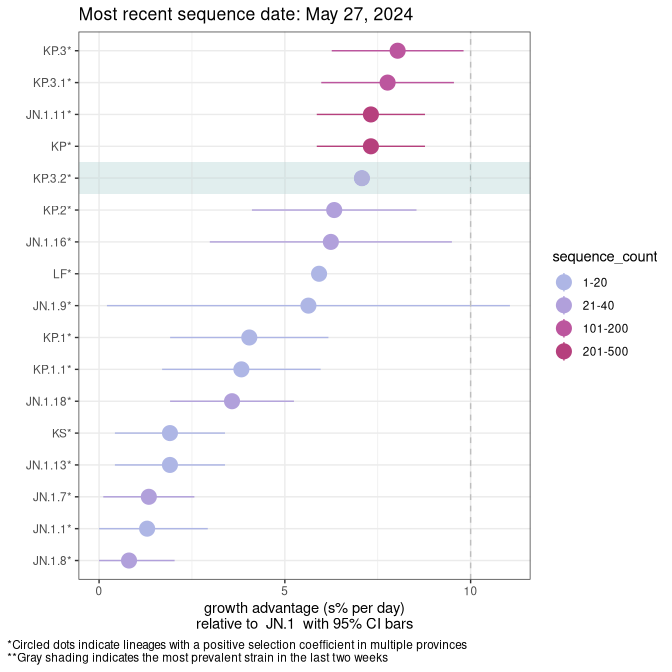 Most recent sequence date: May 27, 2024
KP.3*
KP.3.1*
JN.1.11*
KP*
KP.3.2*
KP.2*
JN.1.16*
LF*
JN.1.9*
KP.1*
KP.1.1*
JN.1.18*
KS*
JN.1.13*
JN.1.7*
JN.1.1*
JN.1.8*
0 5 10
growth advantage (s% per day)
relative to JN.1 with 95% CI bars
sequence_count
1-20
21-40
101-200
201-500
*Circled dots indicate lineages with a positive selection coefficient in multiple provinces
**Gray shading indicates the most prevalent strain in the last two weeks